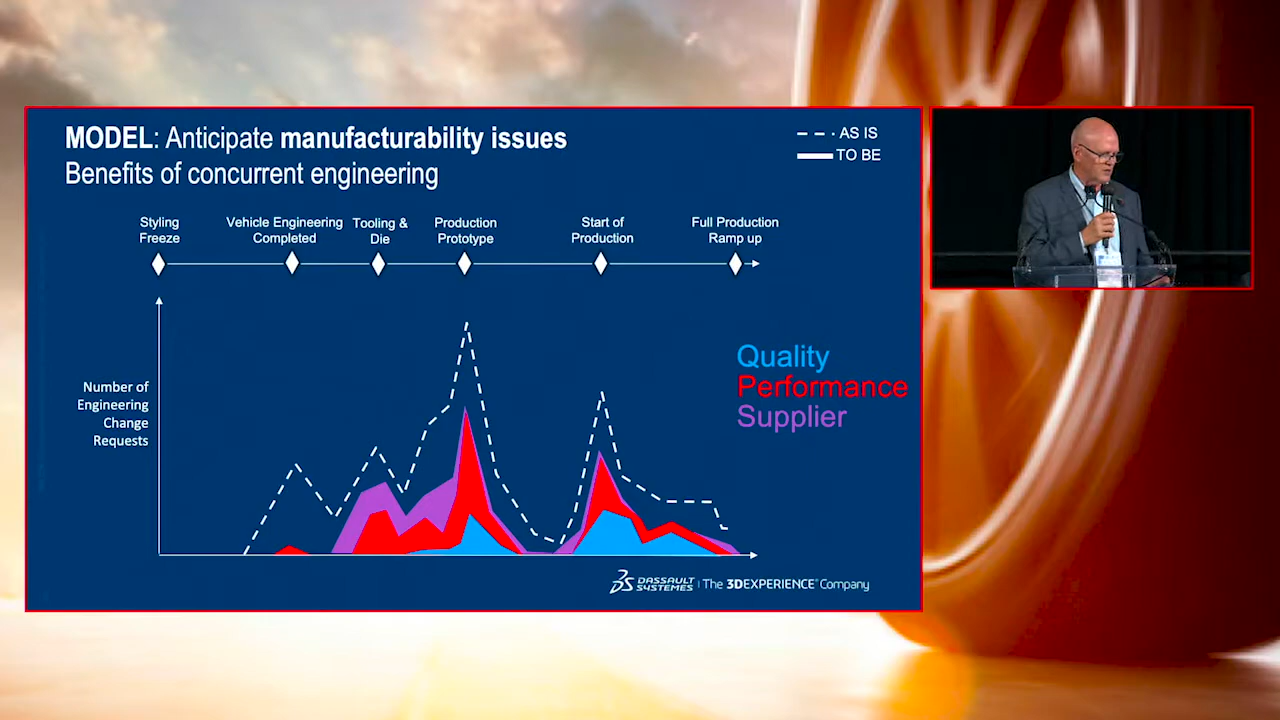 MODEL: Anticipate manufacturability issues
Benefits of concurrent engineering
AS IS
TO BE
Styling
Freeze
Vehicle Engineering
Completed
Tooling &
Die
Production
Prototype
Start of
Production
Full Production
Ramp up
Number of
Engineering
Change
Requests
Quality
Performance
Supplier
DASSAULT
SYSTEMES
The 3DEXPERIENCE® Company